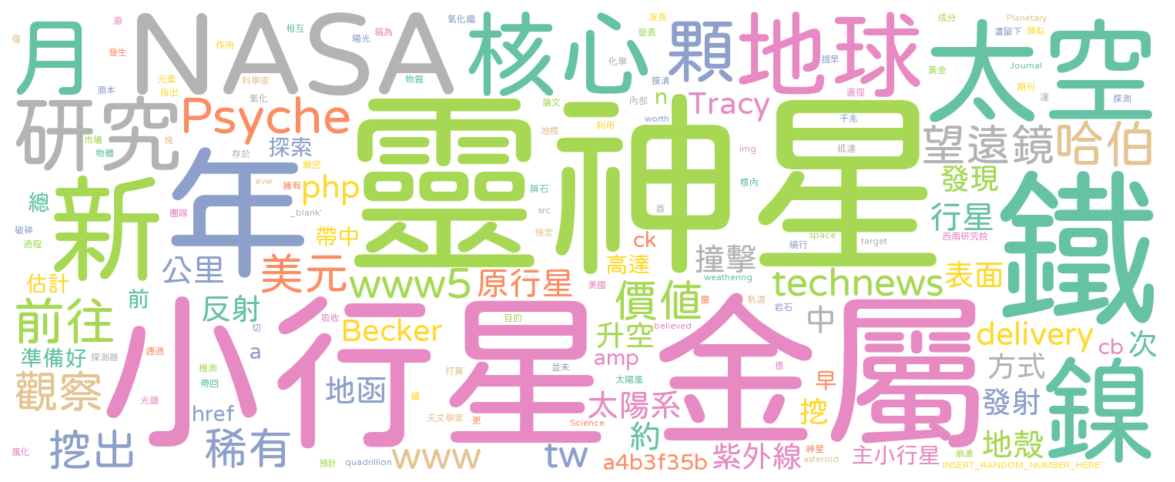 月 NASA 核心 顆 地球 太空
研究 Psyche 靈神星 Tracy 望遠鏡 哈伯
新 年 探索 php 發現 鐵
總 帶中 ck 撞擊 行星
估計 公里 美元 www5 原行星 高達 technews 表面
前往 前 反射 小行星 Becker 價值 金屬 中 delivery
準備好 a 升空 amp cb 次
觀察 地函 太陽系 早 方式 鎳
href 挖 發射
挖出 稀有 www tw 約 a4b3f35b 紫外線 主小行星 地殼
僅 原 發生 作用 相互 氧化鐵 陽光 稱為 波長 發表 成分 Planetary 遺留下 類似
原本 元素 指出 科學家 氧化 物質 化學 摸清 提早 直徑 黃金 Journal 期刊 達 探測
市場 物體 塊 存於 論文 地核 內部 利用 worth 千兆 抵達 img
破碎 過程 團隊 擁有 avw 緻密 _blank' 隕石 src 預定 核內 首 繞行 space target 西南研究院
weathering 美國 靈 軌道 岩石
探測器 通過 切 吸收 目的 believed
推測 帶回 光譜 打算 並未 太陽風 礦 億
風化 預計 quadrillion 天文學家 更 Science 神星 asteroid 崩潰 INSERT_RANDOM_NUMBER_HERE'
n